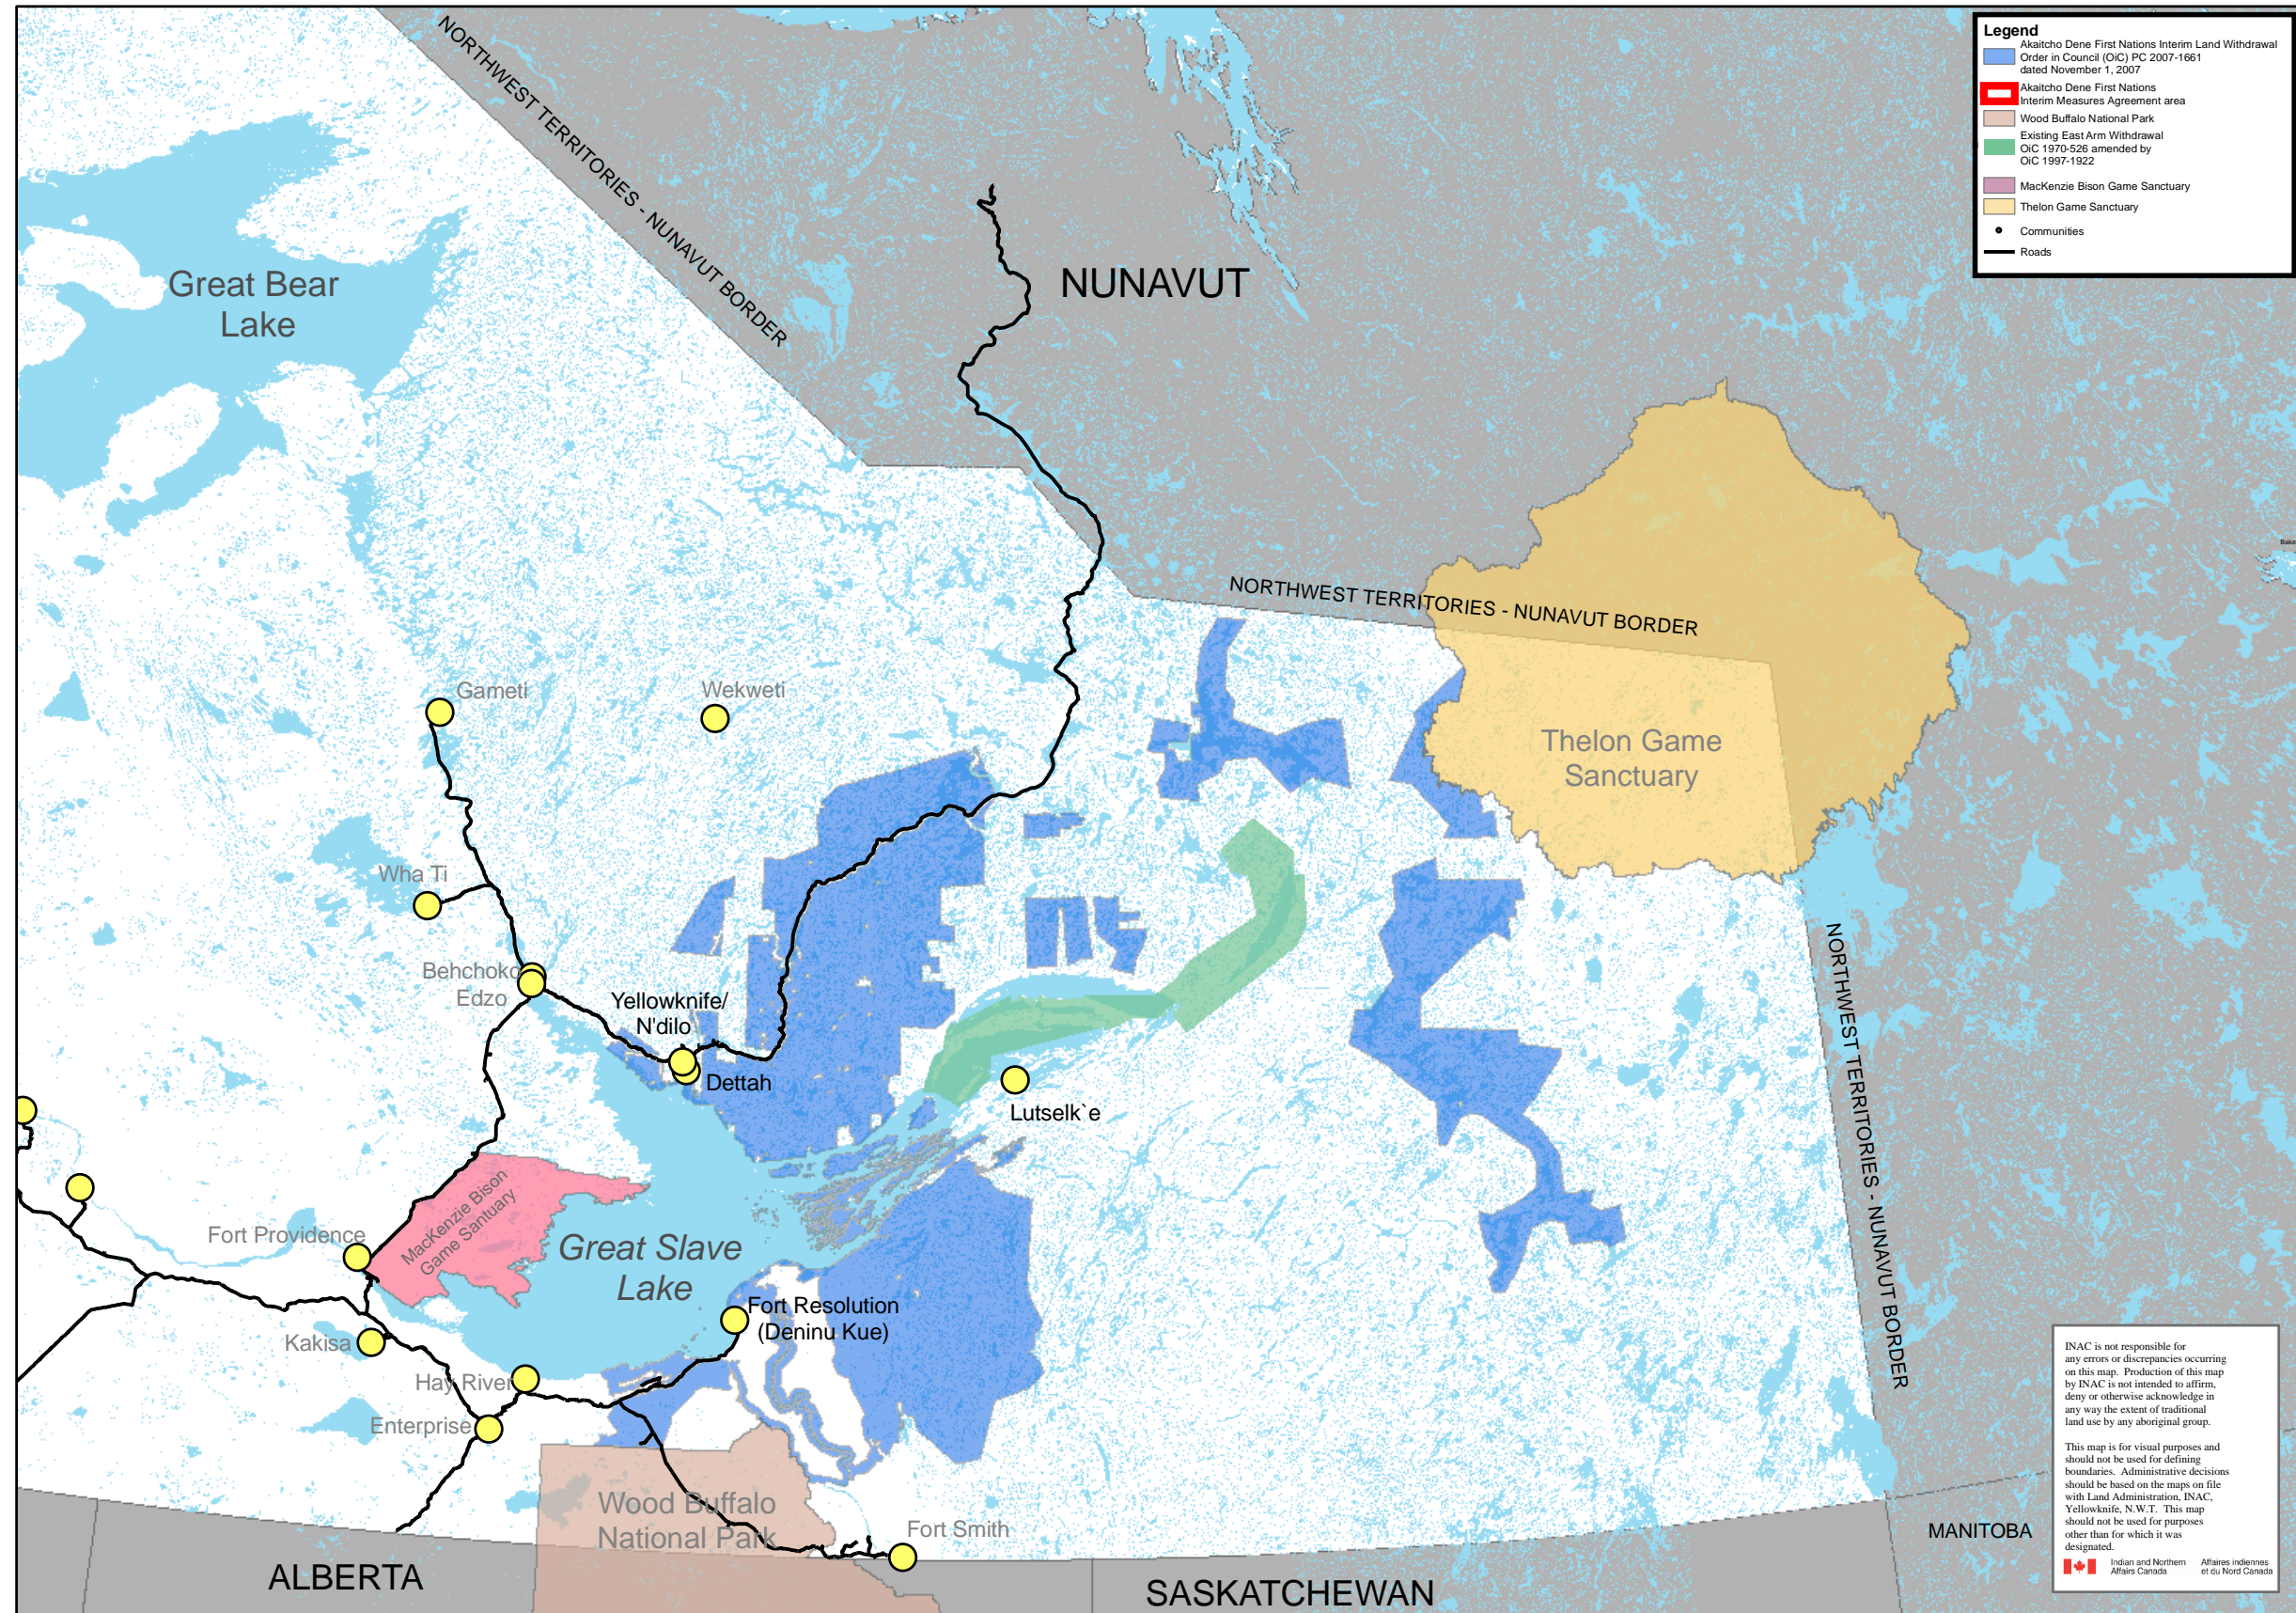 NORTHWEST TERRITORIES - NUNAVUT BORDER
NUNAVUT
Great Bear
Lake
Legend
Akaitcho Dene First Nations Interim Land Withdrawal
Order in Council (OiC) PC 2007-1661
dated November 1, 2007
Akaitcho Dene First Nations
Interim Measures Agreement area
Wood Buffalo National Park
Existing East Arm Withdrawal
OiC 1970-526 amended by
OiC 1997-1922
MacKenzie Bison Game Sanctuary
Thelon Game Sanctuary
Communities
Roads
Bake
NORTHWEST TERRITORIES - NUNAVUT BORDER
Gameti
Wekweti
Thelon Game
Sanctuary
Wha Ti
Behchoko
Edzo
Yellowknife/
N'dilo
Dettah
Lutselk`e
NORTHWEST TERRITORIES - NUNAVUT BORDER
MacKenzie Bison
Game Santuary
Fort Providence
Great Slave
Lake
Fort Resolution
(Deninu Kue)
Kakisa
Hay River
Enterprise
Wood Buffalo
National Park
Fort Smith
ALBERTA
SASKATCHEWAN
MANITOBA
INAC is not responsible for
any errors or discrepancies occurring
on this map. Production of this map
by INAC is not intended to affirm,
deny or otherwise acknowledge in
any way the extent of traditional
land use by any aboriginal group.
This map is for visual purposes and
should not be used for defining
boundaries. Administrative decisions
should be based on the maps on file
with Land Administration, INAC,
Yellowknife, N.W.T. This map
should not be used for purposes
other than for which it was
designated.
Indian and Northern
Affairs Canada
Affaires indiennes
et du Nord Canada